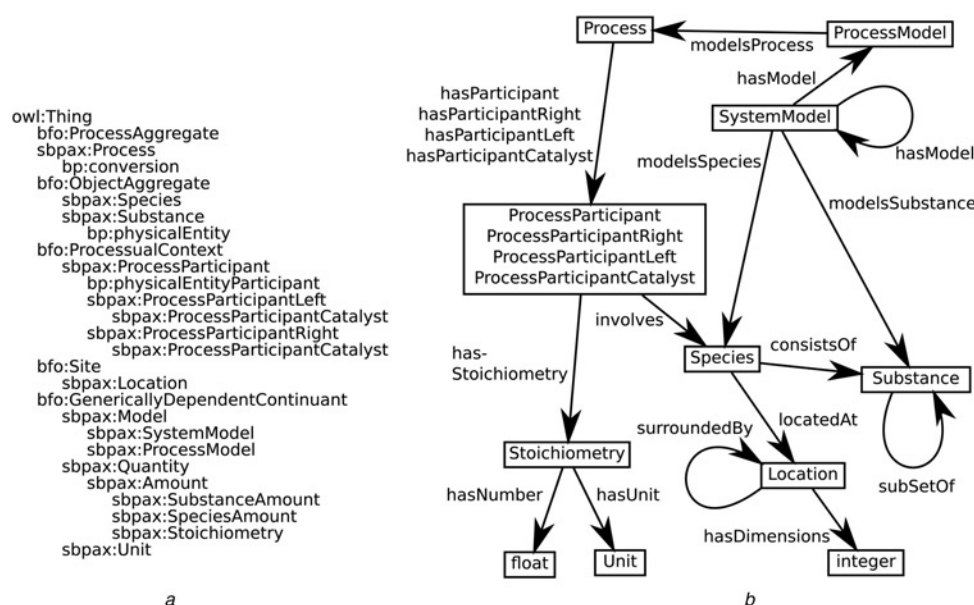 owl:Thing
bfo:ProcessAggregate
sbpax:Process
bp:conversion
bfo:ObjectAggregate
sbpax:Species
sbpax:Substance
bp:physicalEntity
bfo:ProcessualContext
sbpax:ProcessParticipant
bp:physicalEntityParticipant
sbpax:ProcessParticipantLeft
sbpax:ProcessParticipantCatalyst
sbpax:ProcessParticipantRight
sbpax:ProcessParticipantCatalyst
bfo:Site
sbpax:Location
bfo:GenericallyDependentContinuant
sbpax:Model
sbpax:SystemModel
sbpax:ProcessModel
sbpax:Quantity
sbpax:Amount
sbpax:SubstanceAmount
sbpax:SpeciesAmount
sbpax:Stoichiometry
sbpax:Unit
a
Process
ProcessModel
modelsProcess
hasModel
hasParticipant
hasParticipantRight
hasParticipantLeft
hasParticipantCatalyst
SystemModel
hasModel
modelsSpecies
modelsSubstance
ProcessParticipant
ProcessParticipantRight
ProcessParticipantLeft
ProcessParticipantCatalyst
involves
has-
Stoichiometry
Species
consistsOf
Substance
surroundedBy
locatedAt
subSetOf
Stoichiometry
Location
hasNumber
hasUnit
hasDimensions
float
Unit
integer
b